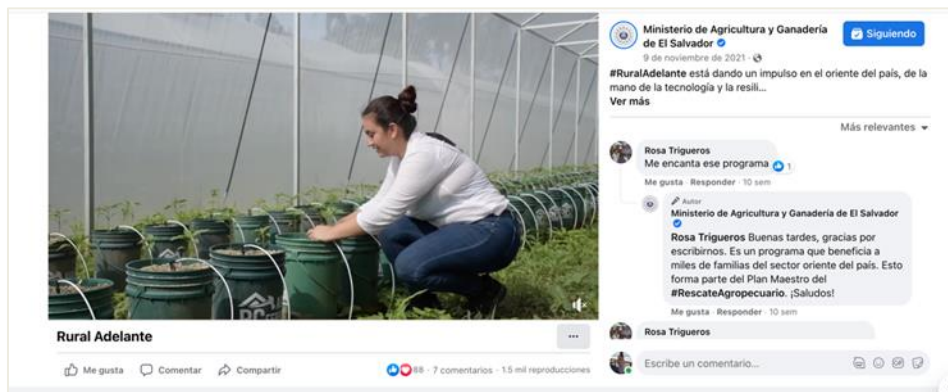 Ministerio de Agricultura y Ganadería
de El Salvador
Siguiendo
9 de noviembre de 2021 ·
#RuralAdelante está dando un impulso en el oriente del país, de la
mano de la tecnología y la resili...
Ver más
Más relevantes
Rosa Trigueros
Me encanta ese programa
1
Me gusta · Responder · 10 sem
Autor
Ministerio de Agricultura y Ganadería de El Salvador
Rosa Trigueros Buenas tardes, gracias por
escribirnos. Es un programa que beneficia a
miles de familias del sector oriente del país. Esto
forma parte del Plan Maestro del
#RescateAgropecuario. ¡Saludos!
Me gusta · Responder · 10 sem
Rosa Trigueros
Escribe un comentario...
GIF
Rural Adelante
Me gusta
Comentar
Compartir
88 · 7 comentarios · 1.5 mil reproducciones